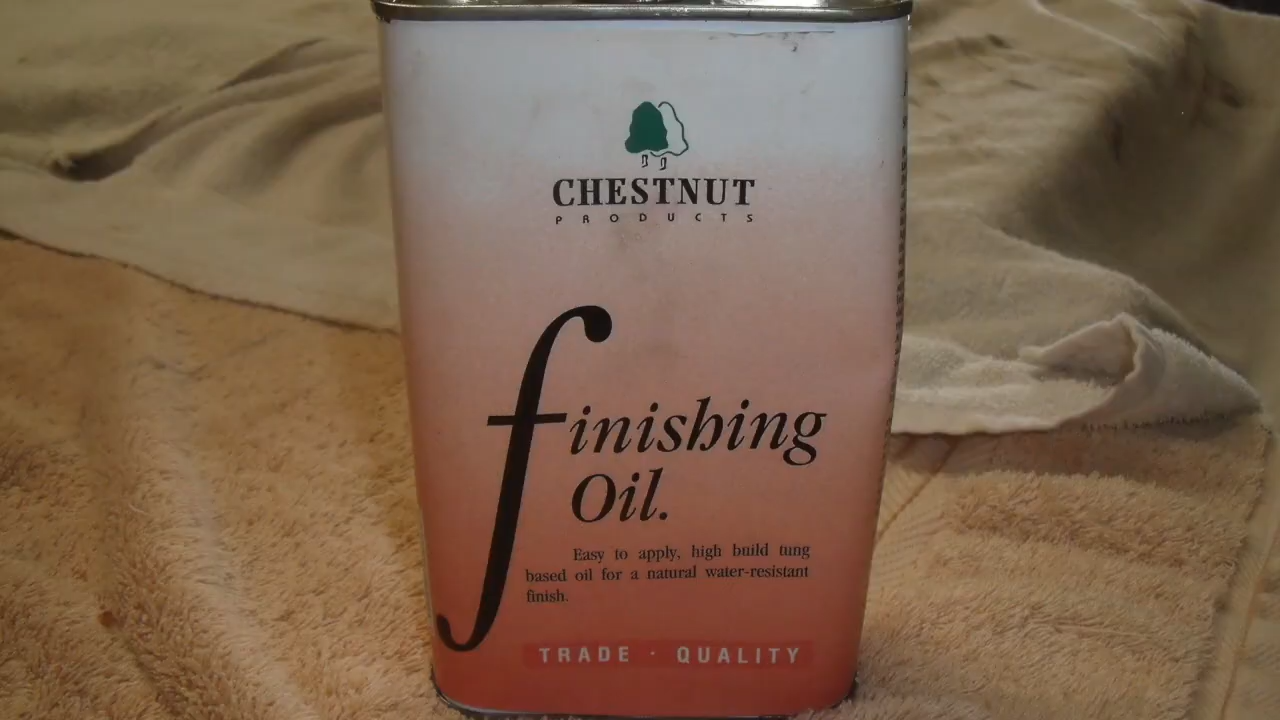 CHESTNUT
PRODUCTS
finishing
Oil.
Easy to apply, high build tung
based oil for a natural water-resistant
finish.
TRADE · QUALITY